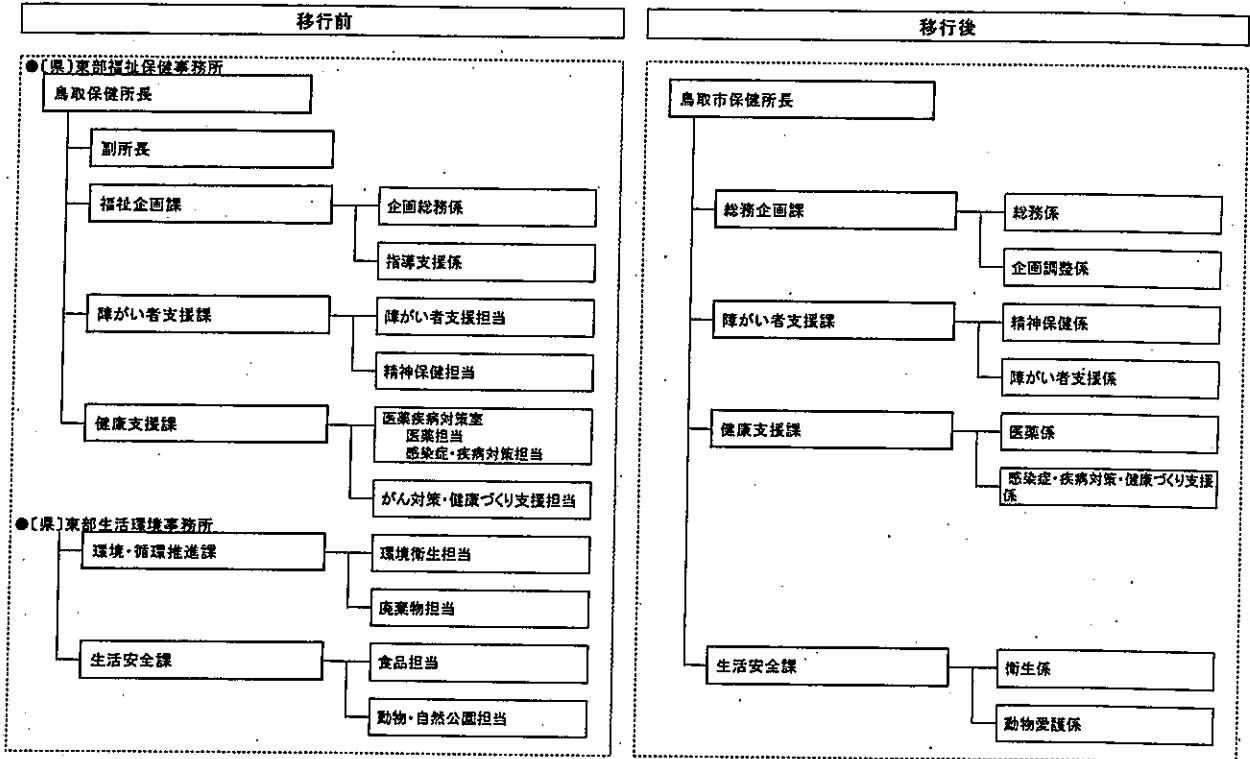 移行前
●〔県〕東部福祉保健事務所
鳥取保健所長
副所長
福祉企画課
企画総務係
指導支援係
障がい者支援課
障がい者支援担当
精神保健担当
健康支援課
医薬疾病対策室
医薬担当
感染症・疾病対策担当
がん対策・健康づくり支援担当
●〔県〕東部生活環境事務所
環境・循環推進課
環境衛生担当
廃棄物担当
生活安全課
食品担当
動物・自然公園担当
移行後
鳥取市保健所長
総務企画課
総務係
企画調整係
障がい者支援課
精神保健係
障がい者支援係
健康支援課
医薬係
感染症・疾病対策・健康づくり支援
係
生活安全課
衛生係
動物愛護係